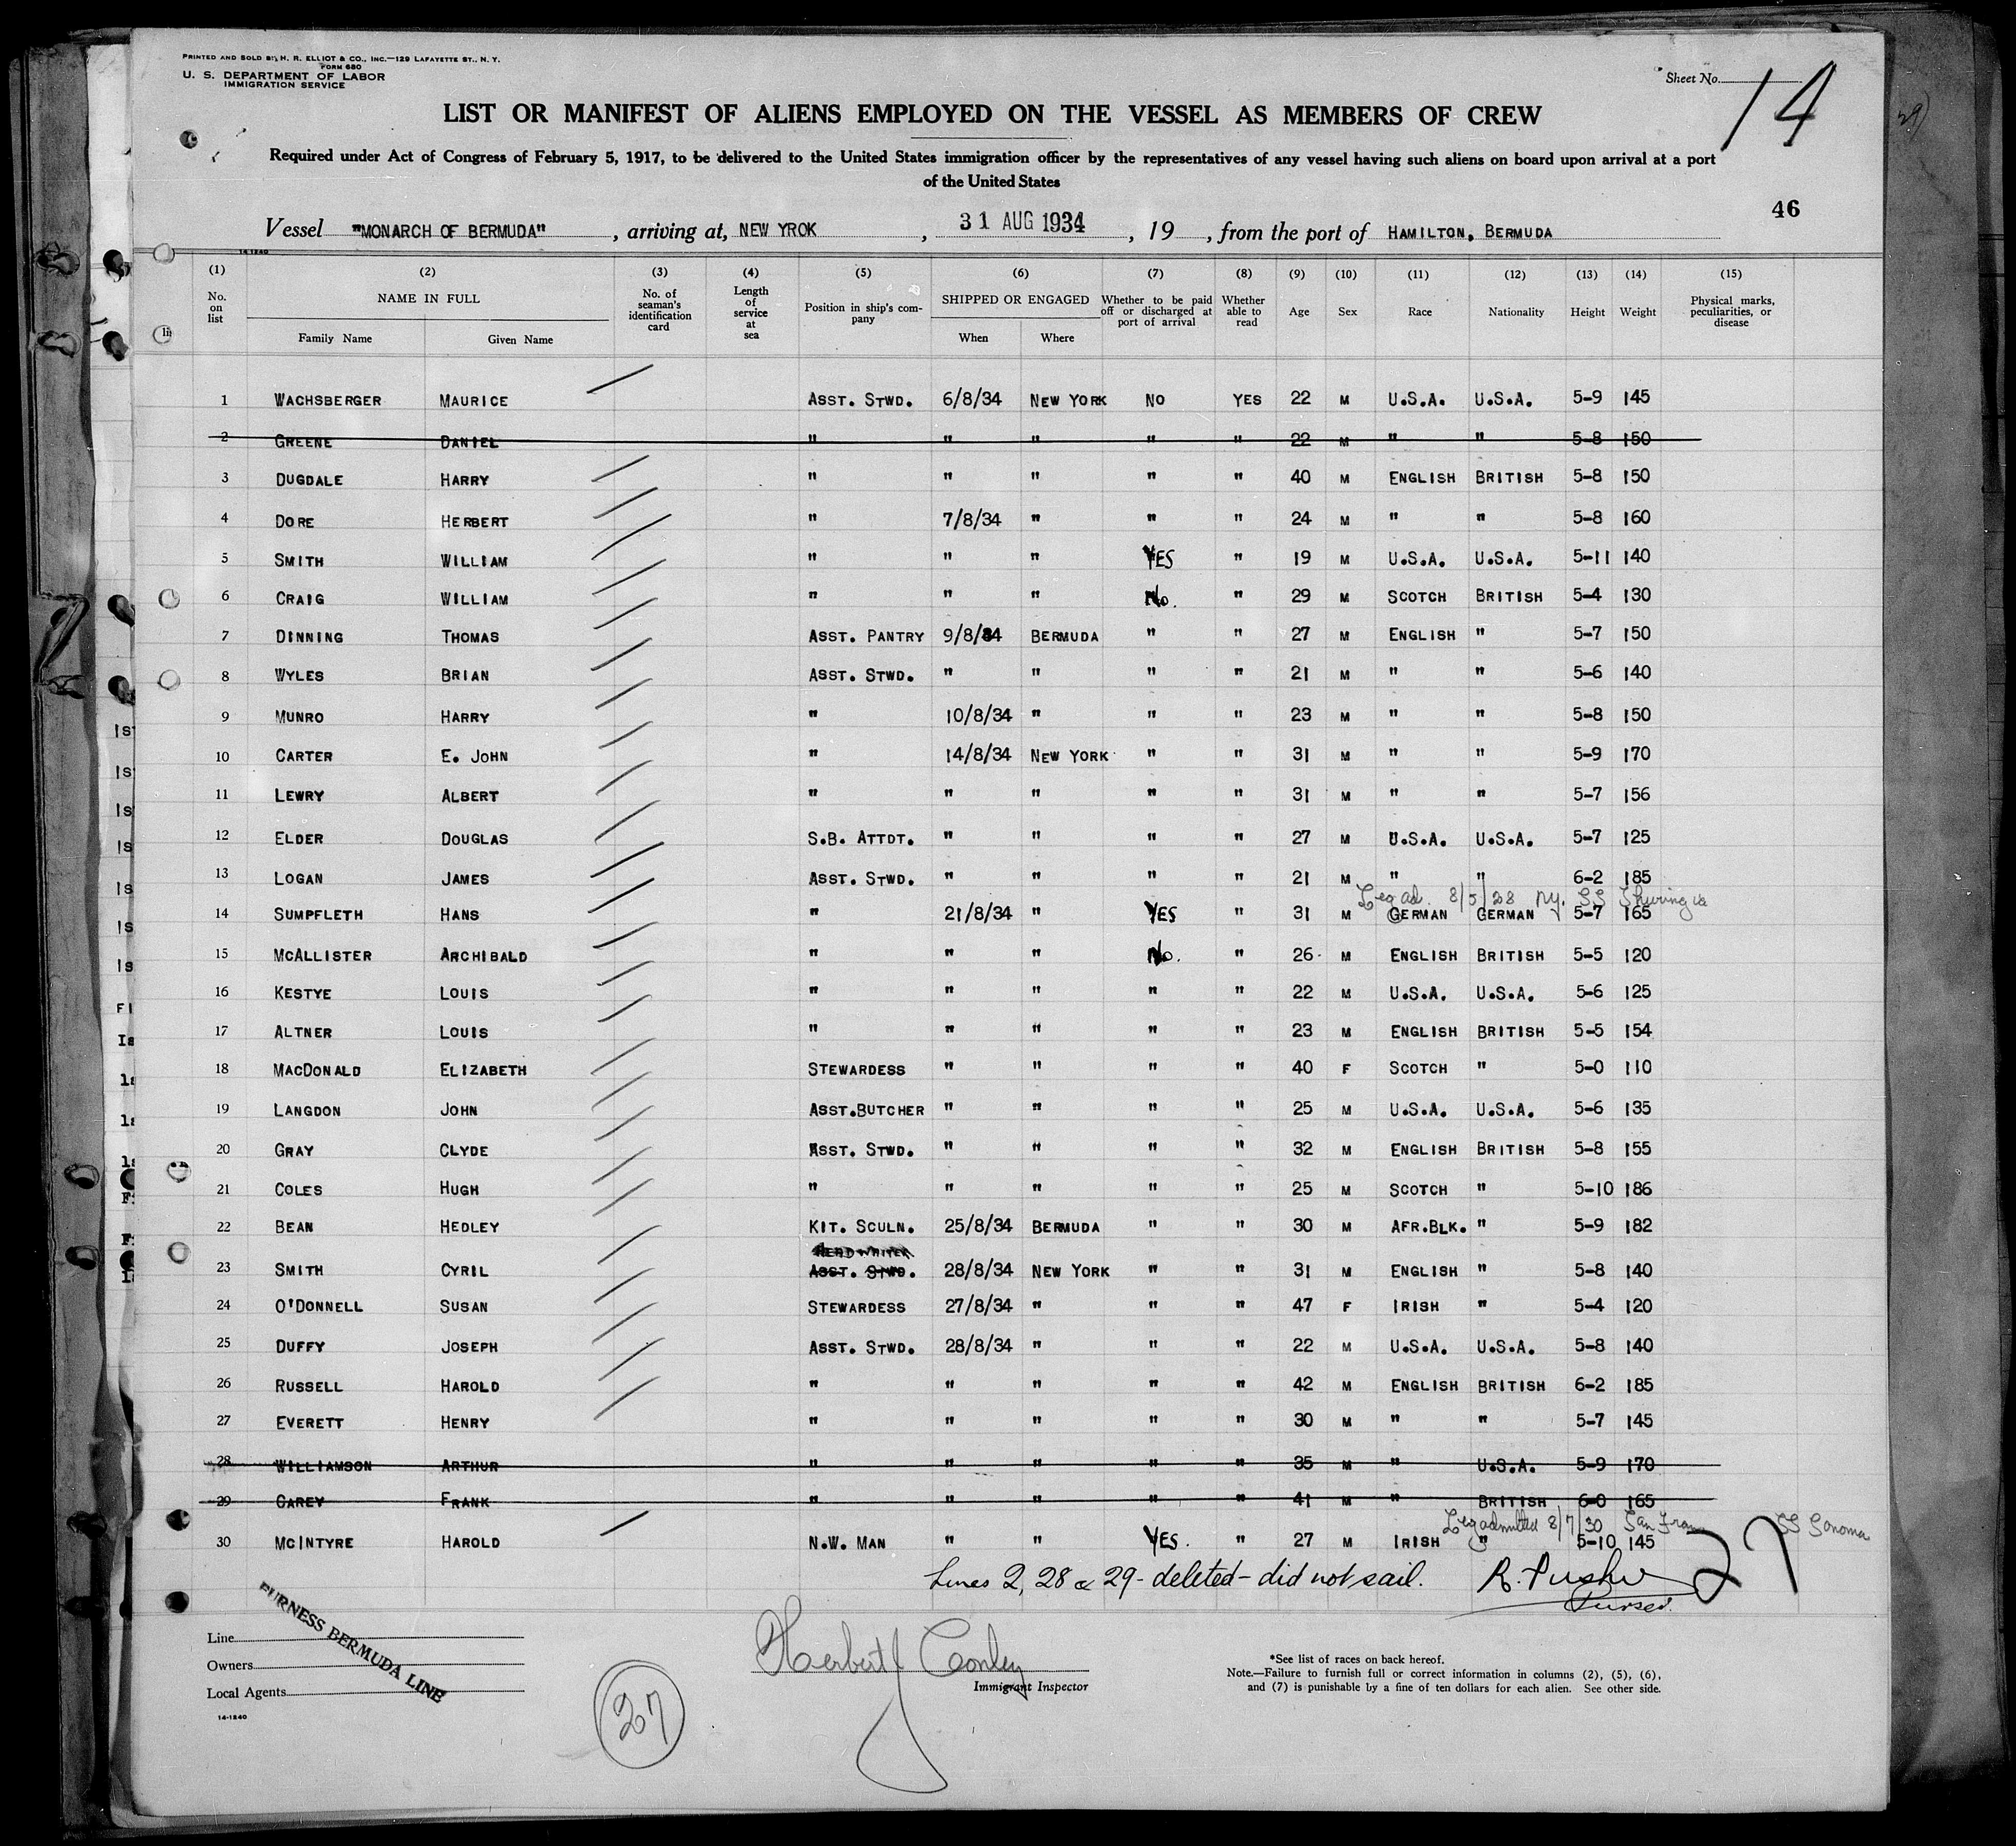 PRINTED AND SOLD BY H. R. ELLIOT & CO., INC.—129 LAFAYETTE ST., N. Y.
FORM 680
U. S. DEPARTMENT OF LABOR
IMMIGRATION SERVICE
Sheet No. 14
LIST OR MANIFEST OF ALIENS EMPLOYED ON THE VESSEL AS MEMBERS OF CREW
Required under Act of Congress of February 5, 1917, to be delivered to the United States immigration officer by the representatives of any vessel having such aliens on board upon arrival at a port
of the United States
46
Vessel "MONARCH OF BERMUDA", arriving at, NEW YROK, 31 AUG 1934, 19 , from the port of HAMILTON, BERMUDA
14-1240
(1) (2) (3) (4) (5) (6) (7) (8) (9) (10) (11) (12) (13) (14) (15)
No. on list NAME IN FULL Family Name Given Name No. of seaman's identification card Length of service at sea Position in ship's company SHIPPED OR ENGAGED When Where Whether to be paid off or discharged at port of arrival Whether able to read Age Sex Race Nationality Height Weight Physical marks, peculiarities, or disease
1 WACHSBERGER MAURICE ASST. STWD. 6/8/34 NEW YORK NO YES 22 M U.S.A. U.S.A. 5-9 145
2 GREENE DANIEL " " " " " 22 M " " 5-8 150
3 DUGDALE HARRY " " " " " 40 M ENGLISH BRITISH 5-8 150
4 DORE HERBERT " 7/8/34 " " " 24 M " " 5-8 160
5 SMITH WILLIAM " " " YES " 19 M U.S.A. U.S.A. 5-11 140
6 CRAIG WILLIAM " " " No. " 29 M SCOTCH BRITISH 5-4 130
7 DINNING THOMAS ASST. PANTRY 9/8/34 BERMUDA " " 27 M ENGLISH " 5-7 150
8 WYLES BRIAN ASST. STWD. " " " " 21 M " " 5-6 140
9 MUNRO HARRY " 10/8/34 " " " 23 M " " 5-8 150
10 CARTER E. JOHN " 14/8/34 NEW YORK " " 31 M " " 5-9 170
11 LEWRY ALBERT " " " " " 31 M " " 5-7 156
12 ELDER DOUGLAS S.B. ATTDT. " " " " 27 M U.S.A. U.S.A. 5-7 125
13 LOGAN JAMES ASST. STWD. " " " " 21 M " " 6-2 185
Leg ad. 8/5/28 NY. SS Thuringia
14 SUMPFLETH HANS " 21/8/34 " YES " 31 M GERMAN GERMAN 5-7 165
15 MCALLISTER ARCHIBALD " " " No. " 26 M ENGLISH BRITISH 5-5 120
16 KESTYE LOUIS " " " " " 22 M U.S.A. U.S.A. 5-6 125
17 ALTNER LOUIS " " " " " 23 M ENGLISH BRITISH 5-5 154
18 MACDONALD ELIZABETH STEWARDESS " " " " 40 F SCOTCH " 5-0 110
19 LANGDON JOHN ASST.BUTCHER " " " " 25 M U.S.A. U.S.A. 5-6 135
20 GRAY CLYDE ASST. STWD. " " " " 32 M ENGLISH BRITISH 5-8 155
21 COLES HUGH " " " " " 25 M SCOTCH " 5-10 186
22 BEAN HEDLEY KIT. SCULN. 25/8/34 BERMUDA " " 30 M AFR.BLK. " 5-9 182
23 SMITH CYRIL ASST. STWD. 28/8/34 NEW YORK " " 31 M ENGLISH " 5-8 140
24 O'DONNELL SUSAN STEWARDESS 27/8/34 " " " 47 F IRISH " 5-4 120
25 DUFFY JOSEPH ASST. STWD. 28/8/34 " " " 22 M U.S.A. U.S.A. 5-8 140
26 RUSSELL HAROLD " " " " " 42 M ENGLISH BRITISH 6-2 185
27 EVERETT HENRY " " " " " 30 M " " 5-7 145
28 WILLIAMSON ARTHUR " " " " " 35 M " U.S.A. 5-9 170
29 CAREY FRANK " " " " " 41 M " BRITISH 6-0 165
Leg admitted 8/7/30 San Fran SS Sonoma
30 MCINTYRE HAROLD N.W. MAN " " YES. " 27 M IRISH " 5-10 145
Lines 2, 28 & 29 - deleted - did not sail. Purser. 27
Line
Owners
Local Agents
FURNESS BERMUDA LINE
14-1240
27
Herbert J Conley
Immigrant Inspector
*See list of races on back hereof.
Note.—Failure to furnish full or correct information in columns (2), (5), (6),
and (7) is punishable by a fine of ten dollars for each alien. See other side.